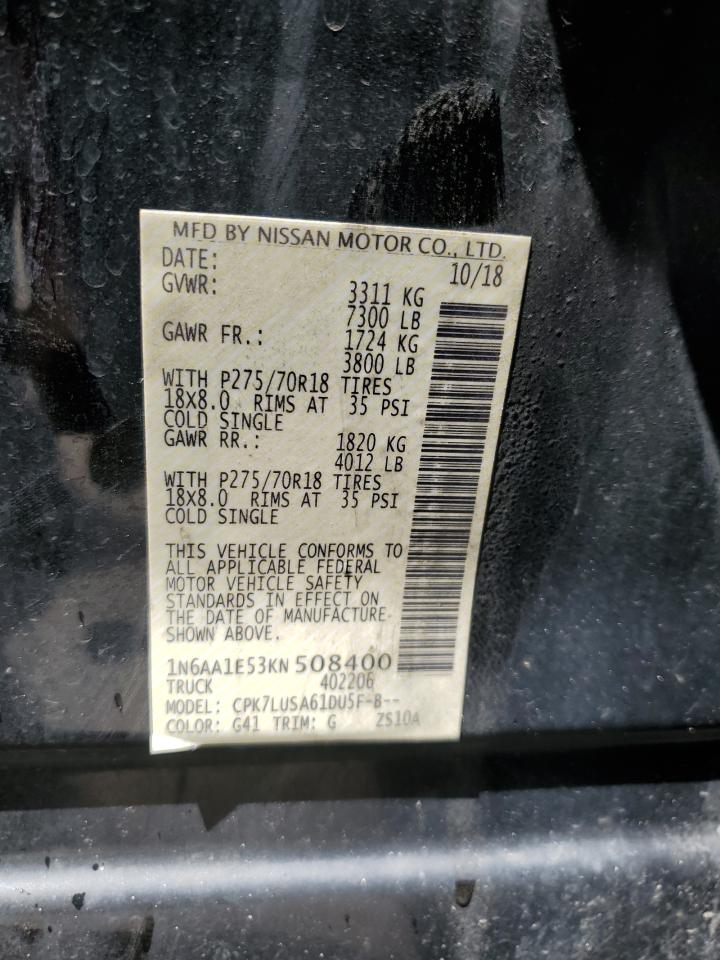 MFD BY NISSAN MOTOR CO., LTD.
DATE: 10/18
GVWR: 3311 KG
7300 LB
GAWR FR.: 1724 KG
3800 LB
WITH P275/70R18 TIRES
18X8.0 RIMS AT 35 PSI
COLD SINGLE
GAWR RR.: 1820 KG
4012 LB
WITH P275/70R18 TIRES
18X8.0 RIMS AT 35 PSI
COLD SINGLE
THIS VEHICLE CONFORMS TO
ALL APPLICABLE FEDERAL
MOTOR VEHICLE SAFETY
STANDARDS IN EFFECT ON
THE DATE OF MANUFACTURE
SHOWN ABOVE.
1N6AA1E53KN 508400
TRUCK 402206
MODEL: CPK7LUSA61DU5F-B--
COLOR: G41 TRIM: G ZS10A